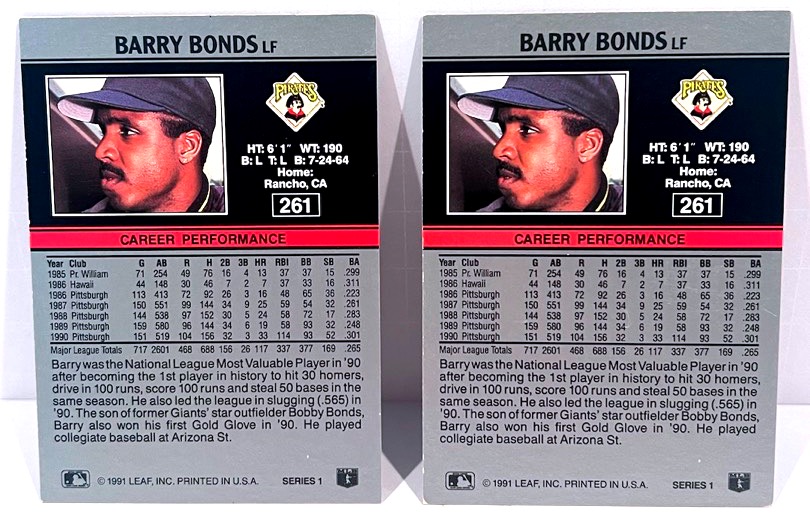 BARRY BONDS LF
PIRATES
HT: 6'1" WT: 190
B: L T: L B: 7-24-64
Home:
Rancho, CA
261
CAREER PERFORMANCE
Year Club G AB R H 2B 3B HR RBI BB SB BA
1985 Pr. William 71 254 49 76 16 4 13 37 37 15 .299
1986 Hawaii 44 148 30 46 7 2 7 37 33 16 .311
1986 Pittsburgh 113 413 72 92 26 3 16 48 65 36 .223
1987 Pittsburgh 150 551 99 144 34 9 25 59 54 32 .261
1988 Pittsburgh 144 538 97 152 30 5 24 58 72 17 .283
1989 Pittsburgh 159 580 96 144 34 6 19 58 93 32 .248
1990 Pittsburgh 151 519 104 156 32 3 33 114 93 52 .301
Major League Totals 717 2601 468 688 156 26 117 337 377 169 .265
Barry was the National League Most Valuable Player in '90
after becoming the 1st player in history to hit 30 homers,
drive in 100 runs, score 100 runs and steal 50 bases in the
same season. He also led the league in slugging (.565) in
'90. The son of former Giants' star outfielder Bobby Bonds,
Barry also won his first Gold Glove in '90. He played
collegiate baseball at Arizona St.
© 1991 LEAF, INC. PRINTED IN U.S.A. SERIES 1
BARRY BONDS LF
PIRATES
HT: 6'1" WT: 190
B: L T: L B: 7-24-64
Home:
Rancho, CA
261
CAREER PERFORMANCE
Year Club G AB R H 2B 3B HR RBI BB SB BA
1985 Pr. William 71 254 49 76 16 4 13 37 37 15 .299
1986 Hawaii 44 148 30 46 7 2 7 37 33 16 .311
1986 Pittsburgh 113 413 72 92 26 3 16 48 65 36 .223
1987 Pittsburgh 150 551 99 144 34 9 25 59 54 32 .261
1988 Pittsburgh 144 538 97 152 30 5 24 58 72 17 .283
1989 Pittsburgh 159 580 96 144 34 6 19 58 93 32 .248
1990 Pittsburgh 151 519 104 156 32 3 33 114 93 52 .301
Major League Totals 717 2601 468 688 156 26 117 337 377 169 .265
Barry was the National League Most Valuable Player in '90
after becoming the 1st player in history to hit 30 homers,
drive in 100 runs, score 100 runs and steal 50 bases in the
same season. He also led the league in slugging (.565) in
'90. The son of former Giants' star outfielder Bobby Bonds,
Barry also won his first Gold Glove in '90. He played
collegiate baseball at Arizona St.
© 1991 LEAF, INC. PRINTED IN U.S.A. SERIES 1